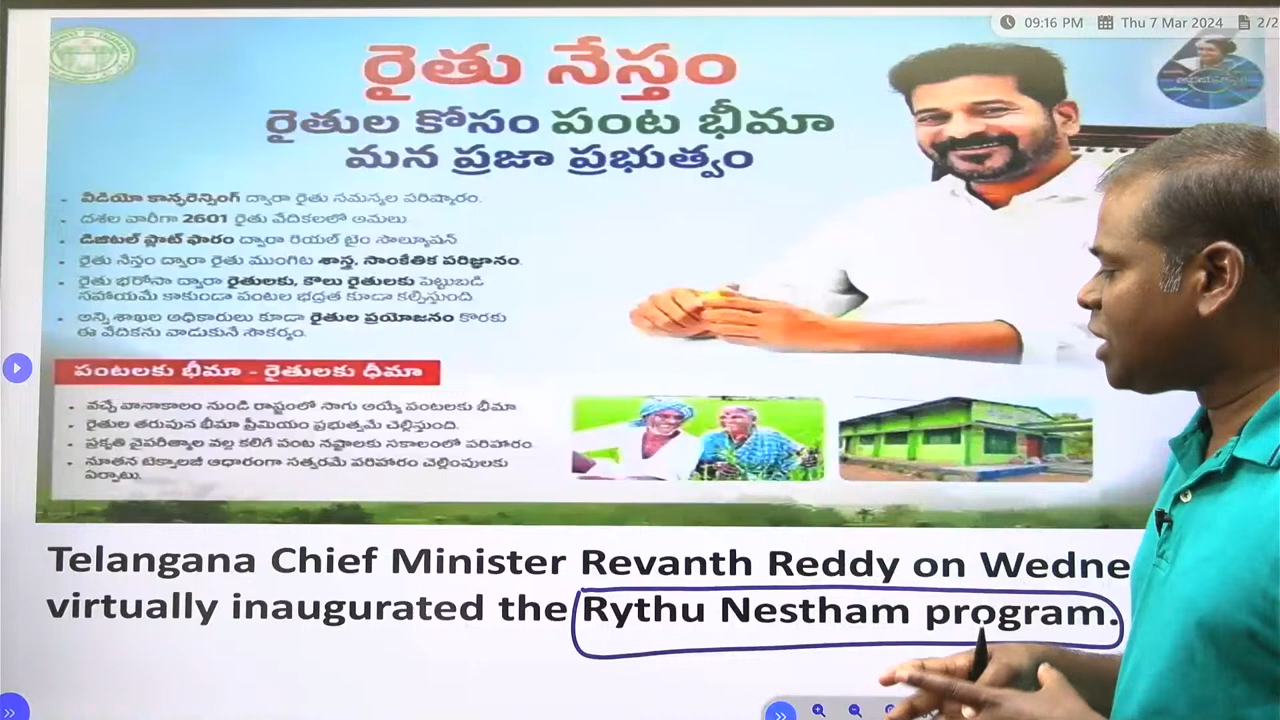 09:16 PM Thu 7 Mar 2024 2/2
రైతు నేస్తం
రైతుల కోసం పంట భీమా
మన ప్రజా ప్రభుత్వం
వీడియో కాన్ఫరెన్సింగ్ ద్వారా రైతు సమస్యల పరిష్కారం.
దశల వారీగా 2601 రైతు వేదికలలో అమలు
డిజిటల్ ప్లాట్ ఫారం ద్వారా రియల్ టైం సొల్యూషన్
రైతు నేస్తం ద్వారా రైతు ముంగిట శాస్త్ర, సాంకేతిక పరిజ్ఞానం.
రైతు భరోసా ద్వారా రైతులకు, కౌలు రైతులకు పెట్టుబడి
సహాయమే కాకుండా పంటల భద్రత కూడా కల్పిస్తుంది
అన్ని శాఖల అధికారులు కూడా రైతుల ప్రయోజనం కొరకు
ఈ వేదికను వాడుకునే సౌకర్యం.
పంటలకు భీమా - రైతులకు ధీమా
వచ్చే వానాకాలం నుండి రాష్ట్రంలో సాగు అయ్యే పంటలకు భీమా
రైతుల తరుపున భీమా ప్రీమియం ప్రభుత్వమే చెల్లిస్తుంది.
ప్రకృతి వైపరీత్యాల వల్ల కలిగే పంట నష్టాలకు సకాలంలో పరిహారం
నూతన టెక్నాలజీ ఆధారంగా సత్వరమే పరిహారం చెల్లింపులకు
ఏర్పాటు.
Telangana Chief Minister Revanth Reddy on Wedne
virtually inaugurated the Rythu Nestham program.